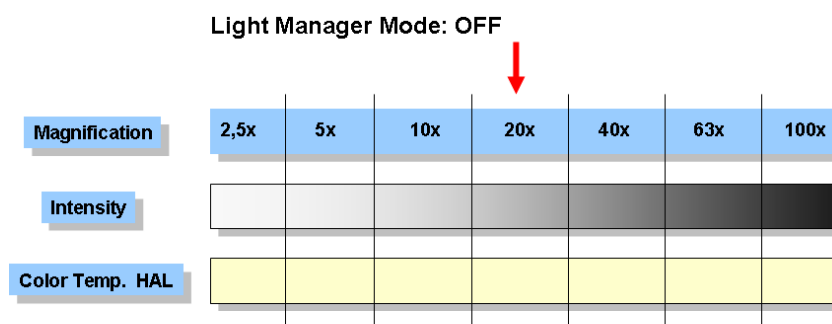 Light Manager Mode: OFF
Magnification 2,5x 5x 10x 20x 40x 63x 100x
Intensity
Color Temp. HAL